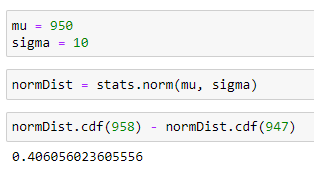 mu = 950
sigma = 10
normDist = stats.norm(mu, sigma)
normDist.cdf(958) - normDist.cdf(947)
0.406056023605556